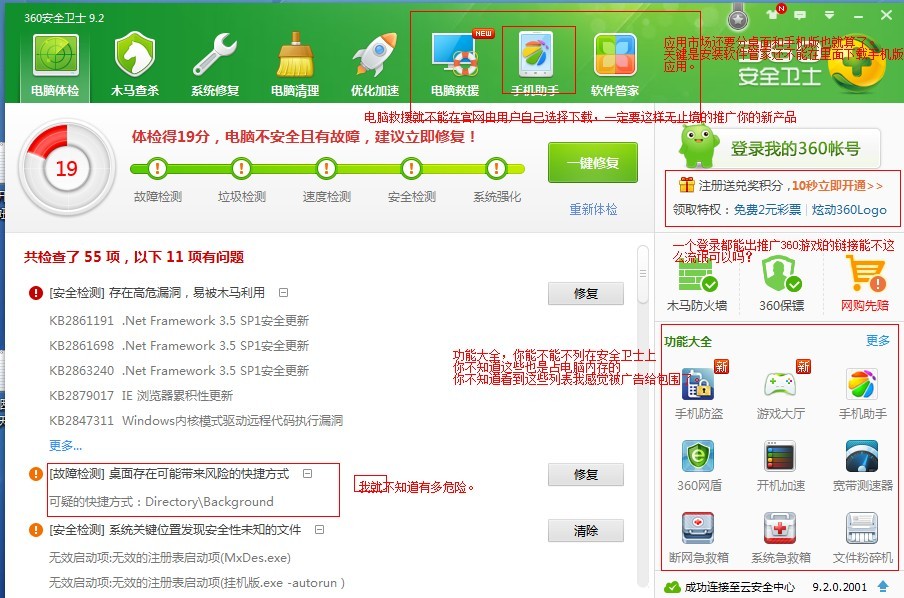 360安全卫士 9.2
N
NEW
电脑体检
木马查杀
系统修复
电脑清理
优化加速
电脑救援
手机助手
软件管家
安全卫士
应用市场还要分桌面和手机版也就算了
关键是安装软件管家还不能在里面下载手机版
应用。
电脑救援就不能在官网由用户自己选择下载,一定要这样无止境的推广你的新产品
19
体检得19分，电脑不安全且有故障，建议立即修复！
故障检测
垃圾检测
速度检测
安全检测
系统强化
一键修复
重新体检
登录我的360帐号
注册送兑奖积分，10秒立即开通>>
领取特权：免费2元彩票 | 炫动360Logo
一个登录都能出推广360游戏的链接能不这
么流氓可以吗?
木马防火墙
360保镖
网购先赔
共检查了 55 项，以下 11 项有问题
[安全检测] 存在高危漏洞，易被木马利用
修复
KB2861191 .Net Framework 3.5 SP1安全更新
KB2861698 .Net Framework 3.5 SP1安全更新
KB2863240 .Net Framework 3.5 SP1安全更新
KB2879017 IE 浏览器累积性更新
KB2847311 Windows内核模式驱动远程代码执行漏洞
更多...
功能大全，你能不能不列在安全卫士上
你不知道这些也是占电脑内存的
你不知道看到这些列表我感觉被广告给包围了
[故障检测] 桌面存在可能带来风险的快捷方式
修复
可疑的快捷方式：Directory\Background
我就不知道有多危险。
[安全检测] 系统关键位置发现安全性未知的文件
清除
无效启动项:无效的注册表启动项(MxDes.exe)
无效启动项:无效的注册表启动项(挂机版.exe -autorun )
功能大全
更多
新
新
手机防盗
游戏大厅
手机助手
360网盾
开机加速
宽带测速器
断网急救箱
系统急救箱
文件粉碎机
成功连接至云安全中心
9.2.0.2001